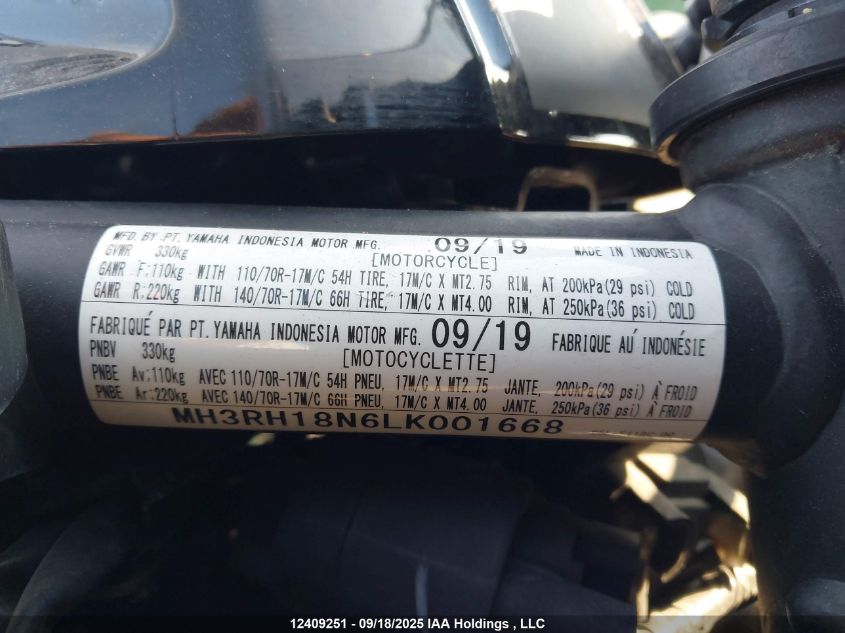 MFD. BY PT. YAMAHA INDONESIA MOTOR MFG. 09/19 MADE IN INDONESIA
GVWR 330kg [MOTORCYCLE]
GAWR F:110kg WITH 110/70R-17M/C 54H TIRE, 17M/C X MT2.75 RIM, AT 200kPa(29 psi) COLD
GAWR R:220kg WITH 140/70R-17M/C 66H TIRE, 17M/C X MT4.00 RIM, AT 250kPa(36 psi) COLD
FABRIQUÉ PAR PT. YAMAHA INDONESIA MOTOR MFG. 09/19 FABRIQUE AU INDONÉSIE
PNBV 330kg [MOTOCYCLETTE]
PNBE Av:110kg AVEC 110/70R-17M/C 54H PNEU, 17M/C X MT2.75 JANTE, 200kPa(29 psi) À FROID
PNBE Ar:220kg AVEC 140/70R-17M/C 66H PNEU, 17M/C X MT4.00 JANTE, 250kPa(36 psi) À FROID
MH3RH18N6LK001668
12409251 - 09/18/2025 IAA Holdings , LLC